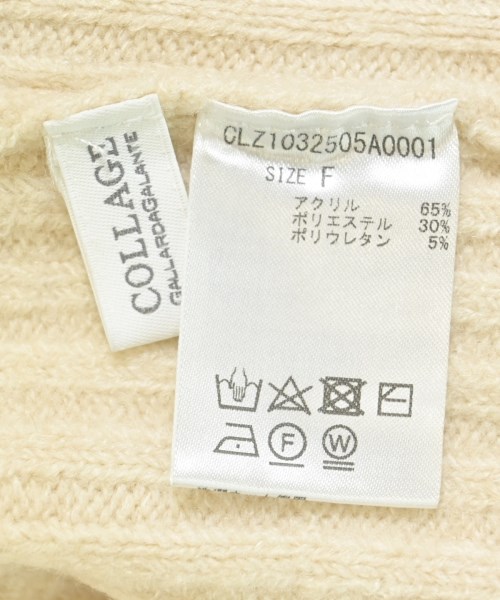 COLLAGE
GALLARDAGALANTE
CLZ1032505A0001
SIZE F
アクリル 65%
ポリエステル 30%
ポリウレタン 5%
F W